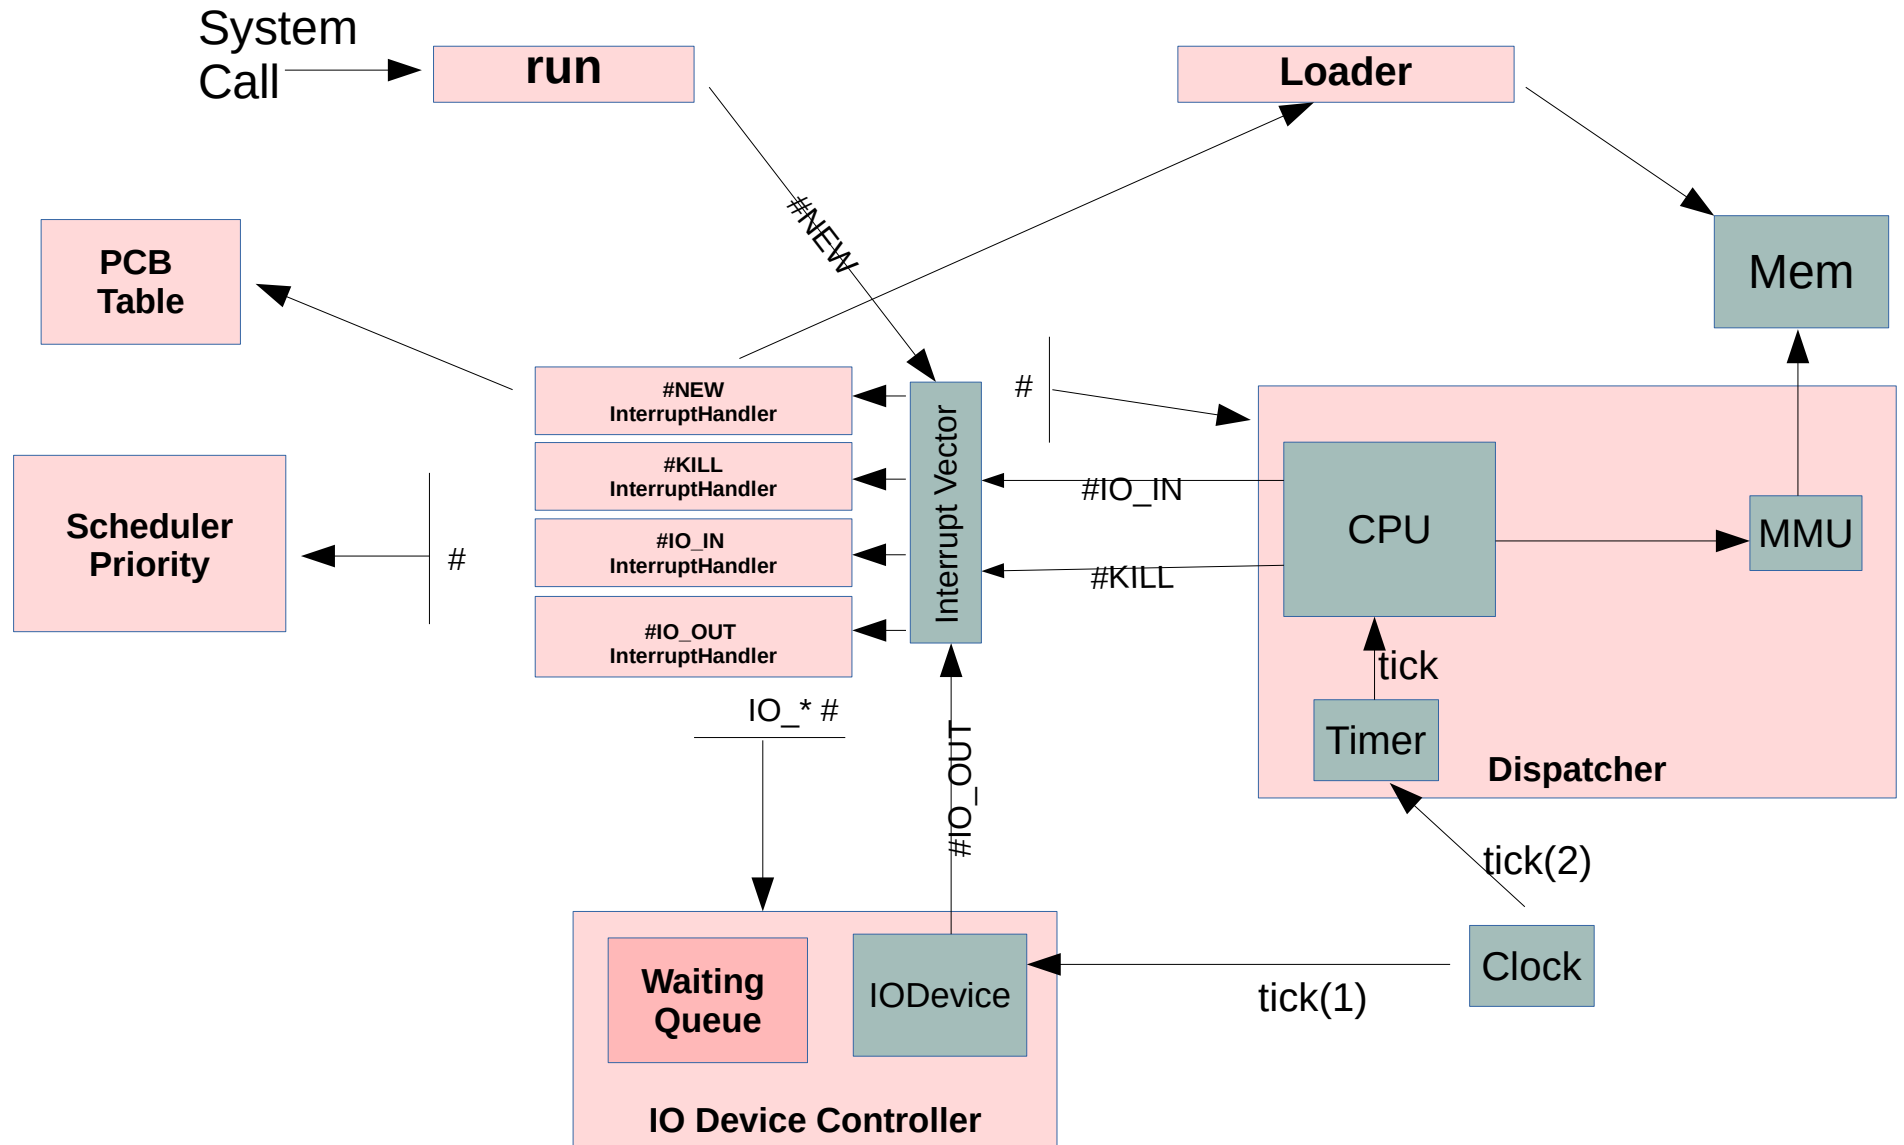 System
Call
run
Loader
#NEW
PCB
Table
Mem
#NEW
InterruptHandler
#
Interrupt Vector
#KILL
InterruptHandler
#IO_IN
CPU
MMU
Scheduler
Priority
#
#IO_IN
InterruptHandler
#KILL
#IO_OUT
InterruptHandler
tick
IO_* #
Timer
Dispatcher
#IO_OUT
tick(2)
Waiting
Queue
IODevice
Clock
tick(1)
IO Device Controller